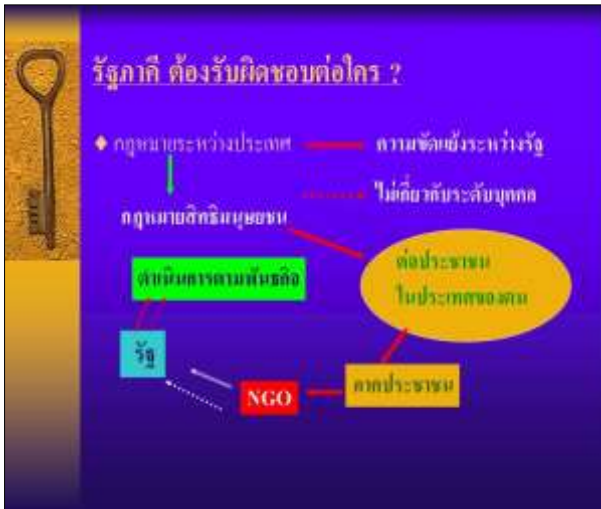 รัฐภาคี ต้องรับผิดชอบต่อใคร ?
กฎหมายระหว่างประเทศ
ความขัดแย้งระหว่างรัฐ
ไม่เกี่ยวกับระดับบุคคล
กฎหมายสิทธิมนุษยชน
ต่อประชาชน
ในประเทศของตน
ดำเนินการตามพันธกิจ
รัฐ
ภาคประชาชน
NGO